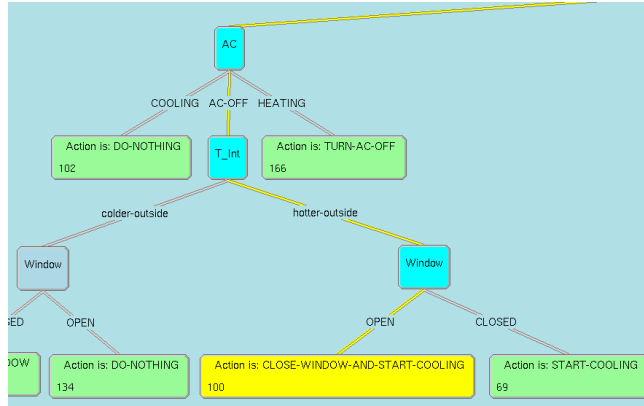 AC
COOLING AC-OFF HEATING
Action is: DO-NOTHING
102
T_Int
Action is: TURN-AC-OFF
166
colder-outside hotter-outside
Window
Window
OPEN OPEN CLOSED
Action is: DO-NOTHING
134
Action is: CLOSE-WINDOW-AND-START-COOLING
100
Action is: START-COOLING
69